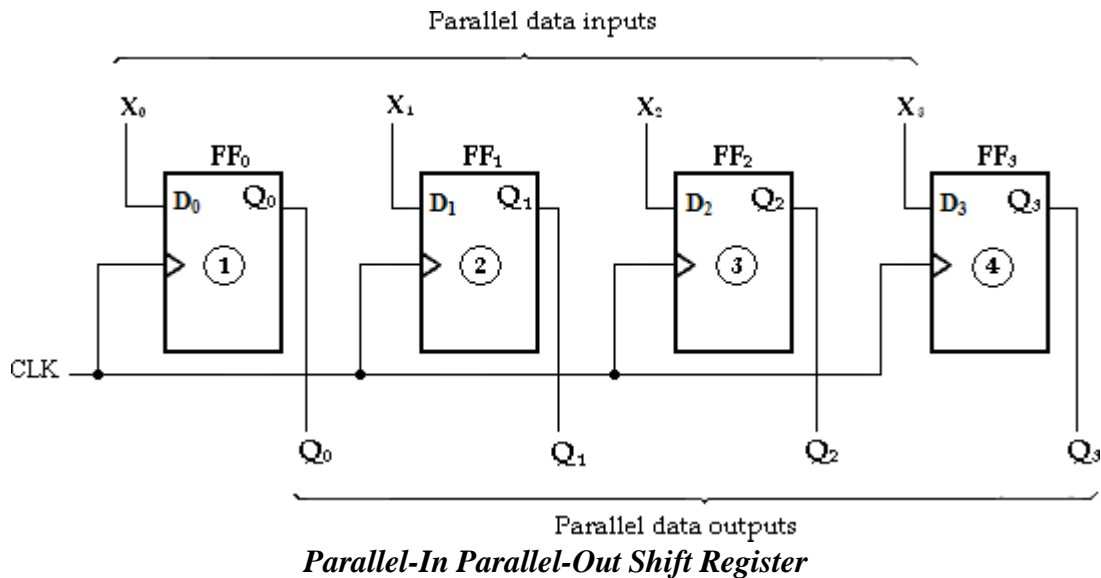 Parallel data inputs
X₀ X₁ X₂ X₃
FF₀ FF₁ FF₂ FF₃
D₀ Q₀ D₁ Q₁ D₂ Q₂ D₃ Q₃
1 2 3 4
CLK
Q₀ Q₁ Q₂ Q₃
Parallel data outputs
Parallel-In Parallel-Out Shift Register